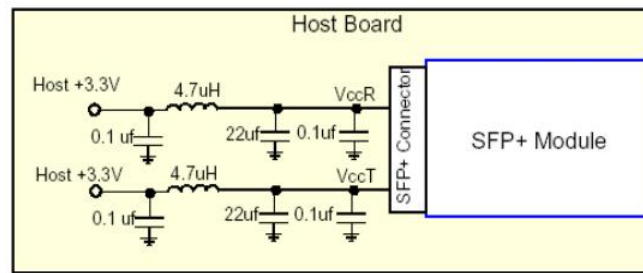 Host Board
Host +3.3V
4.7uH
VccR
0.1 uf
22uf
0.1uf
Host +3.3V
4.7uH
VccT
0.1 uf
22uf
0.1uf
SFP+ Connector
SFP+ Module